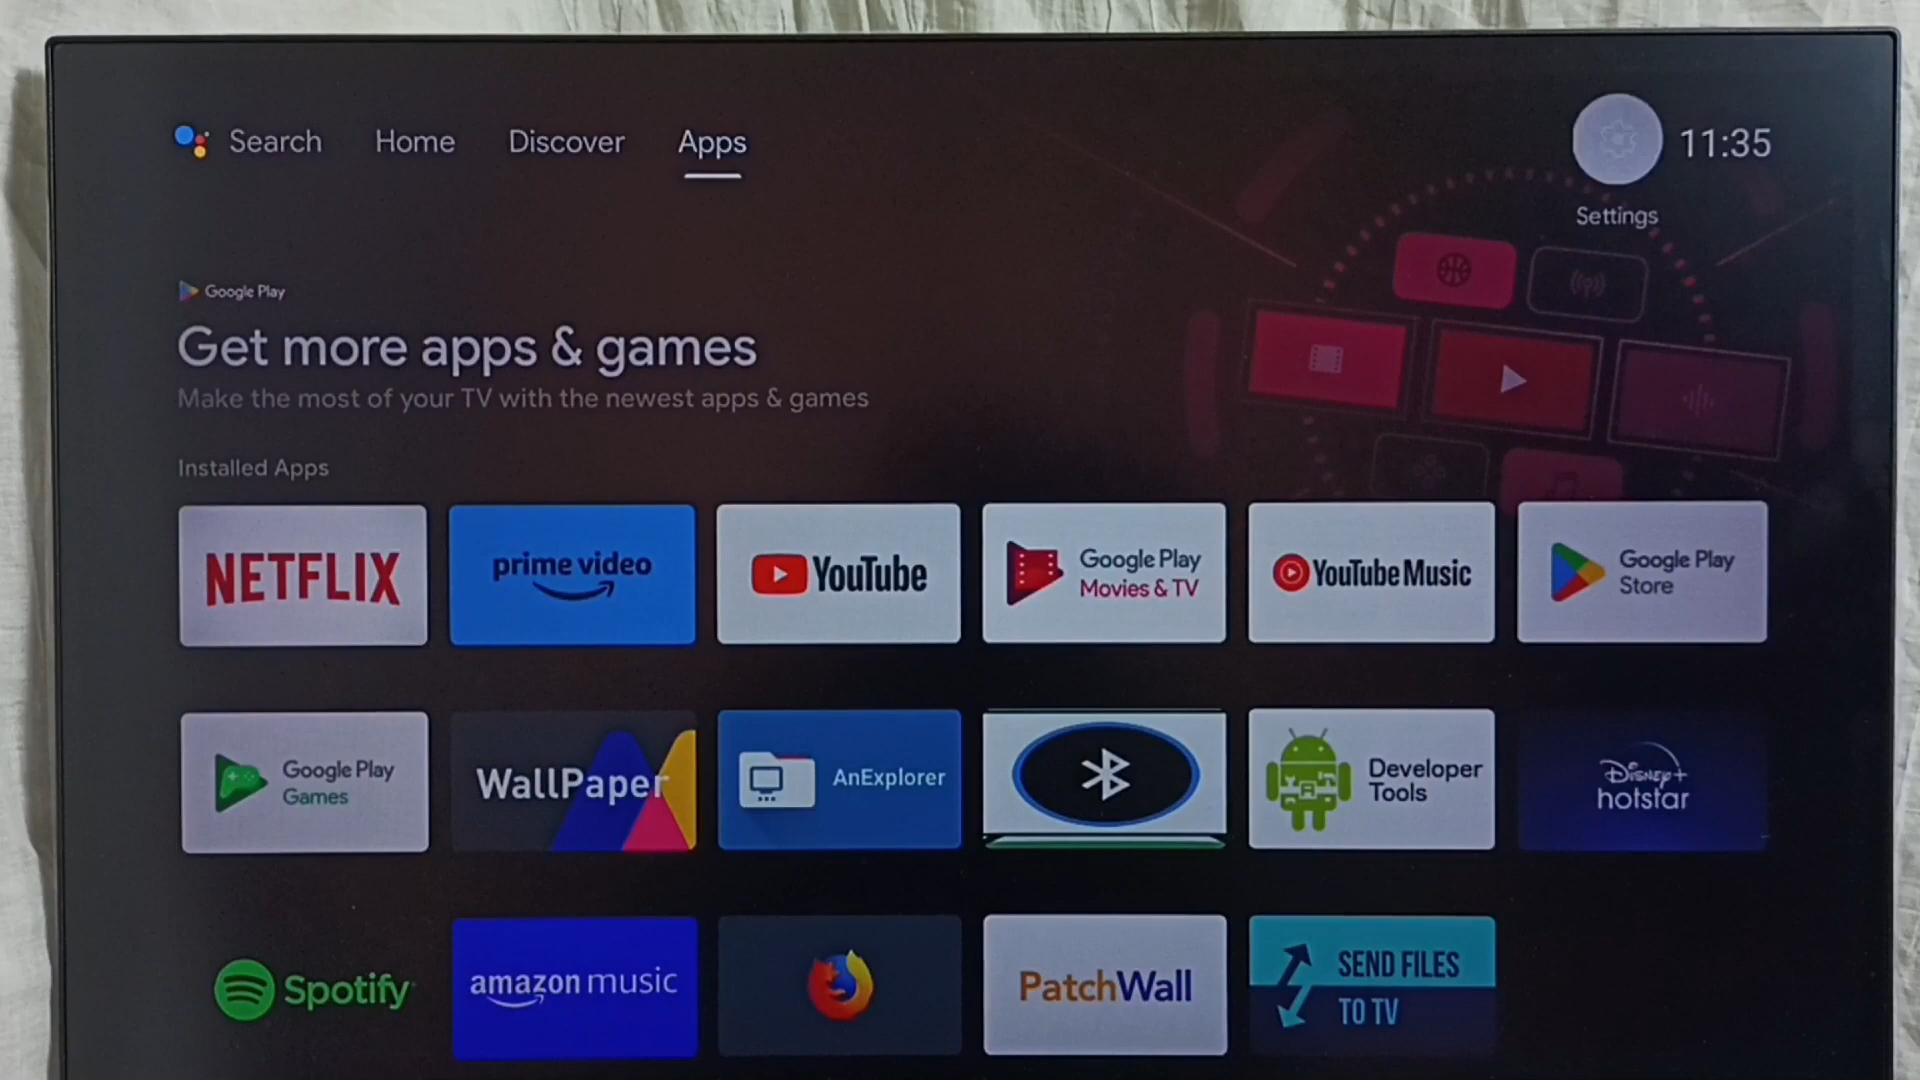 Search Home Discover Apps
11:35
Settings
Google Play
Get more apps & games
Make the most of your TV with the newest apps & games
Installed Apps
NETFLIX
prime video
YouTube
Google Play
Movies & TV
YouTube Music
Google Play
Store
Google Play
Games
WallPaper
AnExplorer
Developer
Tools
Disney+
hotstar
Spotify
amazon music
PatchWall
SEND FILES
TO TV